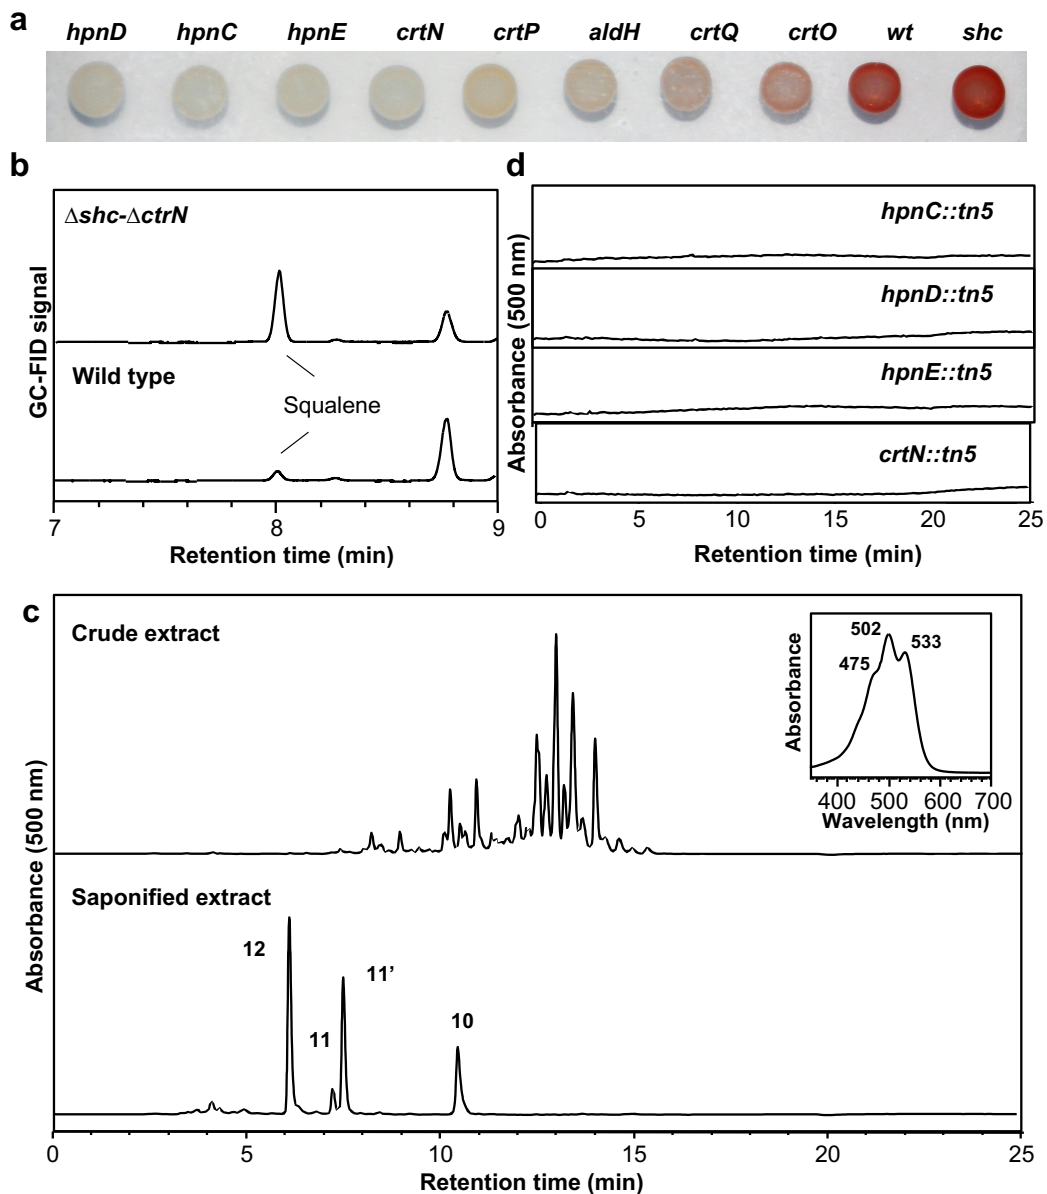 a
hpnD hpnC hpnE crtN crtP aldH crtQ crtO wt shc
b
GC-FID signal
∆shc-∆ctrN
Wild type
Squalene
7 8 9
Retention time (min)
d
Absorbance (500 nm)
hpnC::tn5
hpnD::tn5
hpnE::tn5
crtN::tn5
0 5 10 15 20 25
Retention time (min)
c
Absorbance (500 nm)
Crude extract
Absorbance
502
533
475
400 500 600 700
Wavelength (nm)
Saponified extract
12
11'
11
10
0 5 10 15 20 25
Retention time (min)